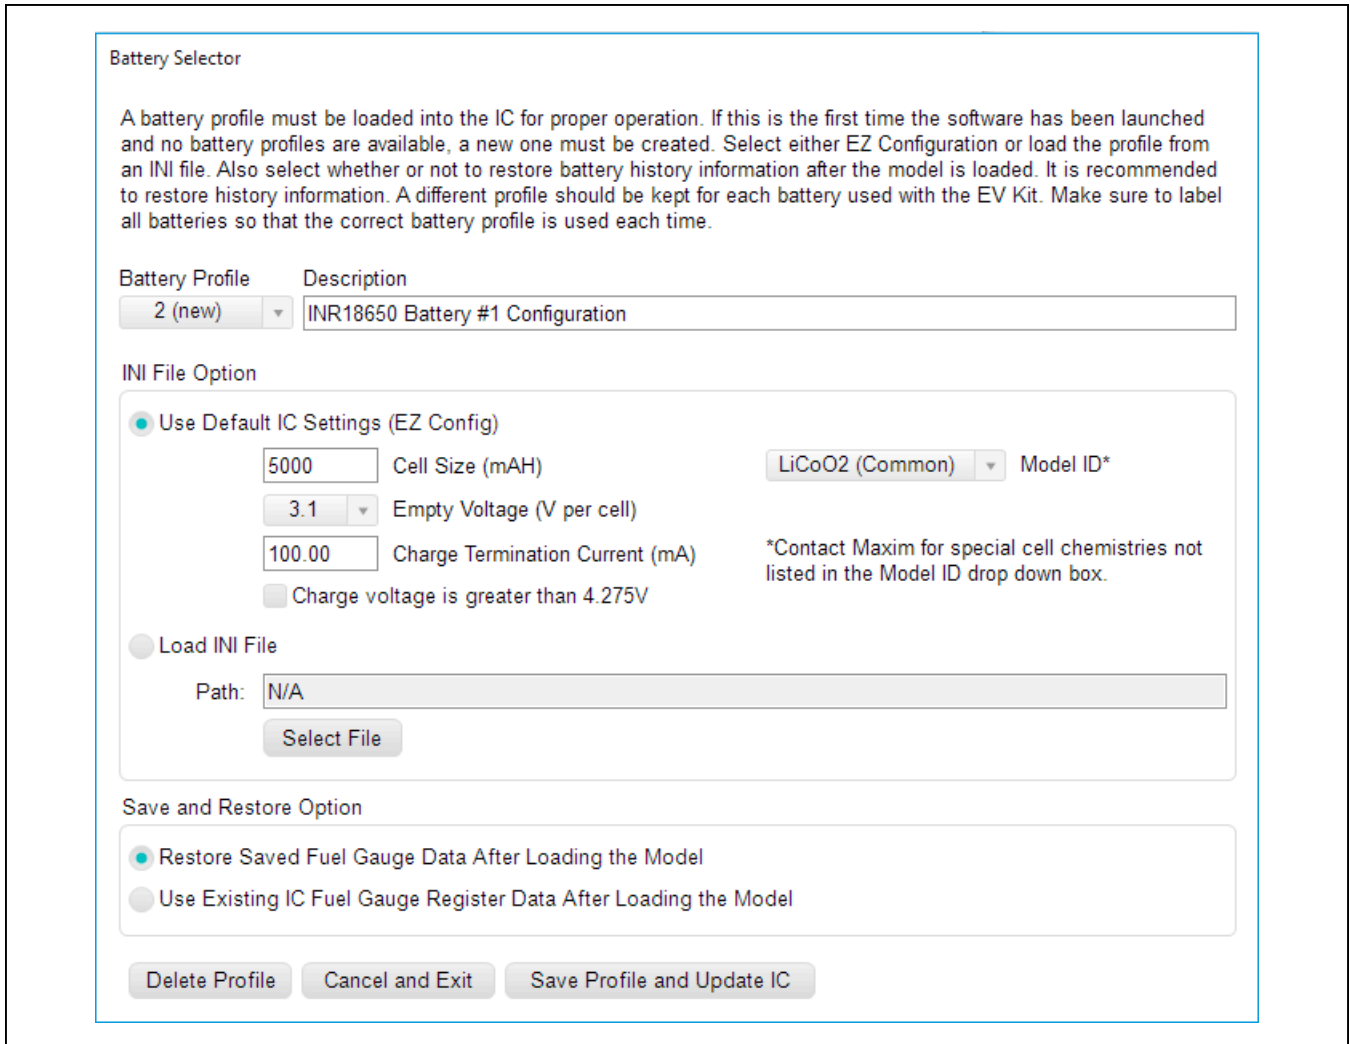 Battery Selector
A battery profile must be loaded into the IC for proper operation. If this is the first time the software has been launched
and no battery profiles are available, a new one must be created. Select either EZ Configuration or load the profile from
an INI file. Also select whether or not to restore battery history information after the model is loaded. It is recommended
to restore history information. A different profile should be kept for each battery used with the EV Kit. Make sure to label
all batteries so that the correct battery profile is used each time.
Battery Profile Description
2 (new) INR18650 Battery #1 Configuration
INI File Option
Use Default IC Settings (EZ Config)
5000 Cell Size (mAH) LiCoO2 (Common) Model ID*
3.1 Empty Voltage (V per cell)
100.00 Charge Termination Current (mA)
*Contact Maxim for special cell chemistries not
listed in the Model ID drop down box.
Charge voltage is greater than 4.275V
Load INI File
Path: N/A
Select File
Save and Restore Option
Restore Saved Fuel Gauge Data After Loading the Model
Use Existing IC Fuel Gauge Register Data After Loading the Model
Delete Profile Cancel and Exit Save Profile and Update IC